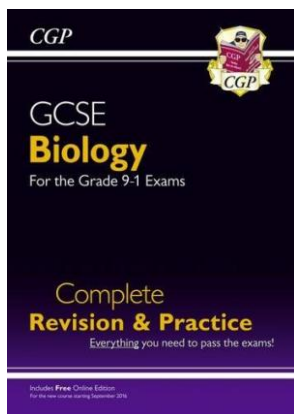 CGP
CGP
CGP
GCSE
Biology
For the Grade 9-1 Exams
Complete
Revision & Practice
Everything you need to pass the exams!
Includes Free Online Edition
For the new course starting September 2016